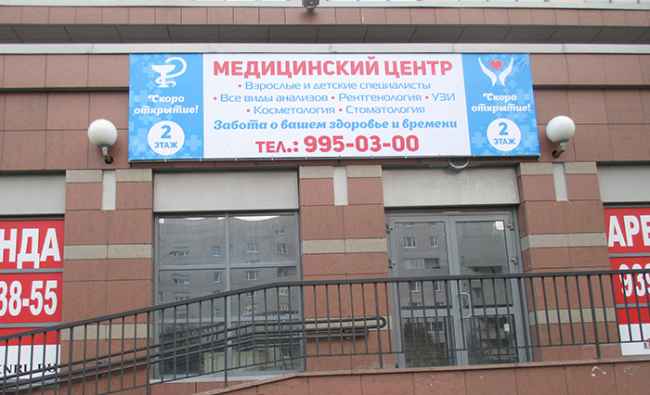 МЕДИЦИНСКИЙ ЦЕНТР
• Взрослые и детские специалисты
• Все виды анализов • Рентгенология • УЗИ
• Косметология • Стоматология
Забота о вашем здоровье и времени
ТЕЛ.: 995-03-00
"Скоро
открытие!
2
ЭТАЖ
"Скоро
открытие!
2
ЭТАЖ
НДА
38-55
АРЕ